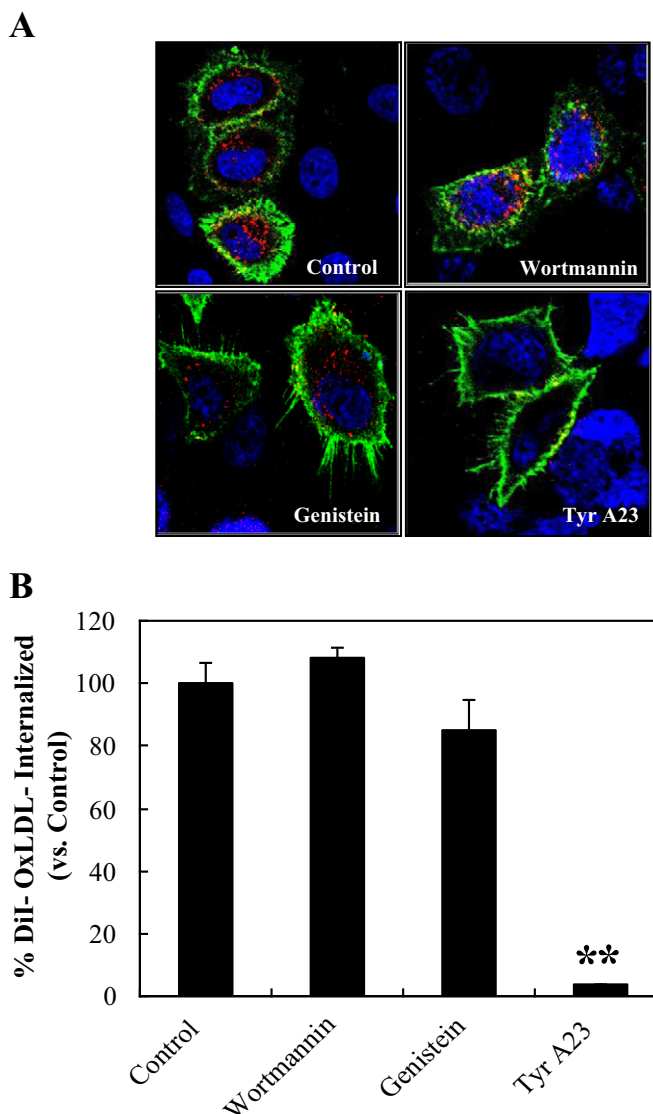 A
Control
Wortmannin
Genistein
Tyr A23
B
% DiI- OxLDL- Internalized
(vs. Control)
120
100
80
60
40
20
0
**
Control
Wortmannin
Genistein
Tyr A23